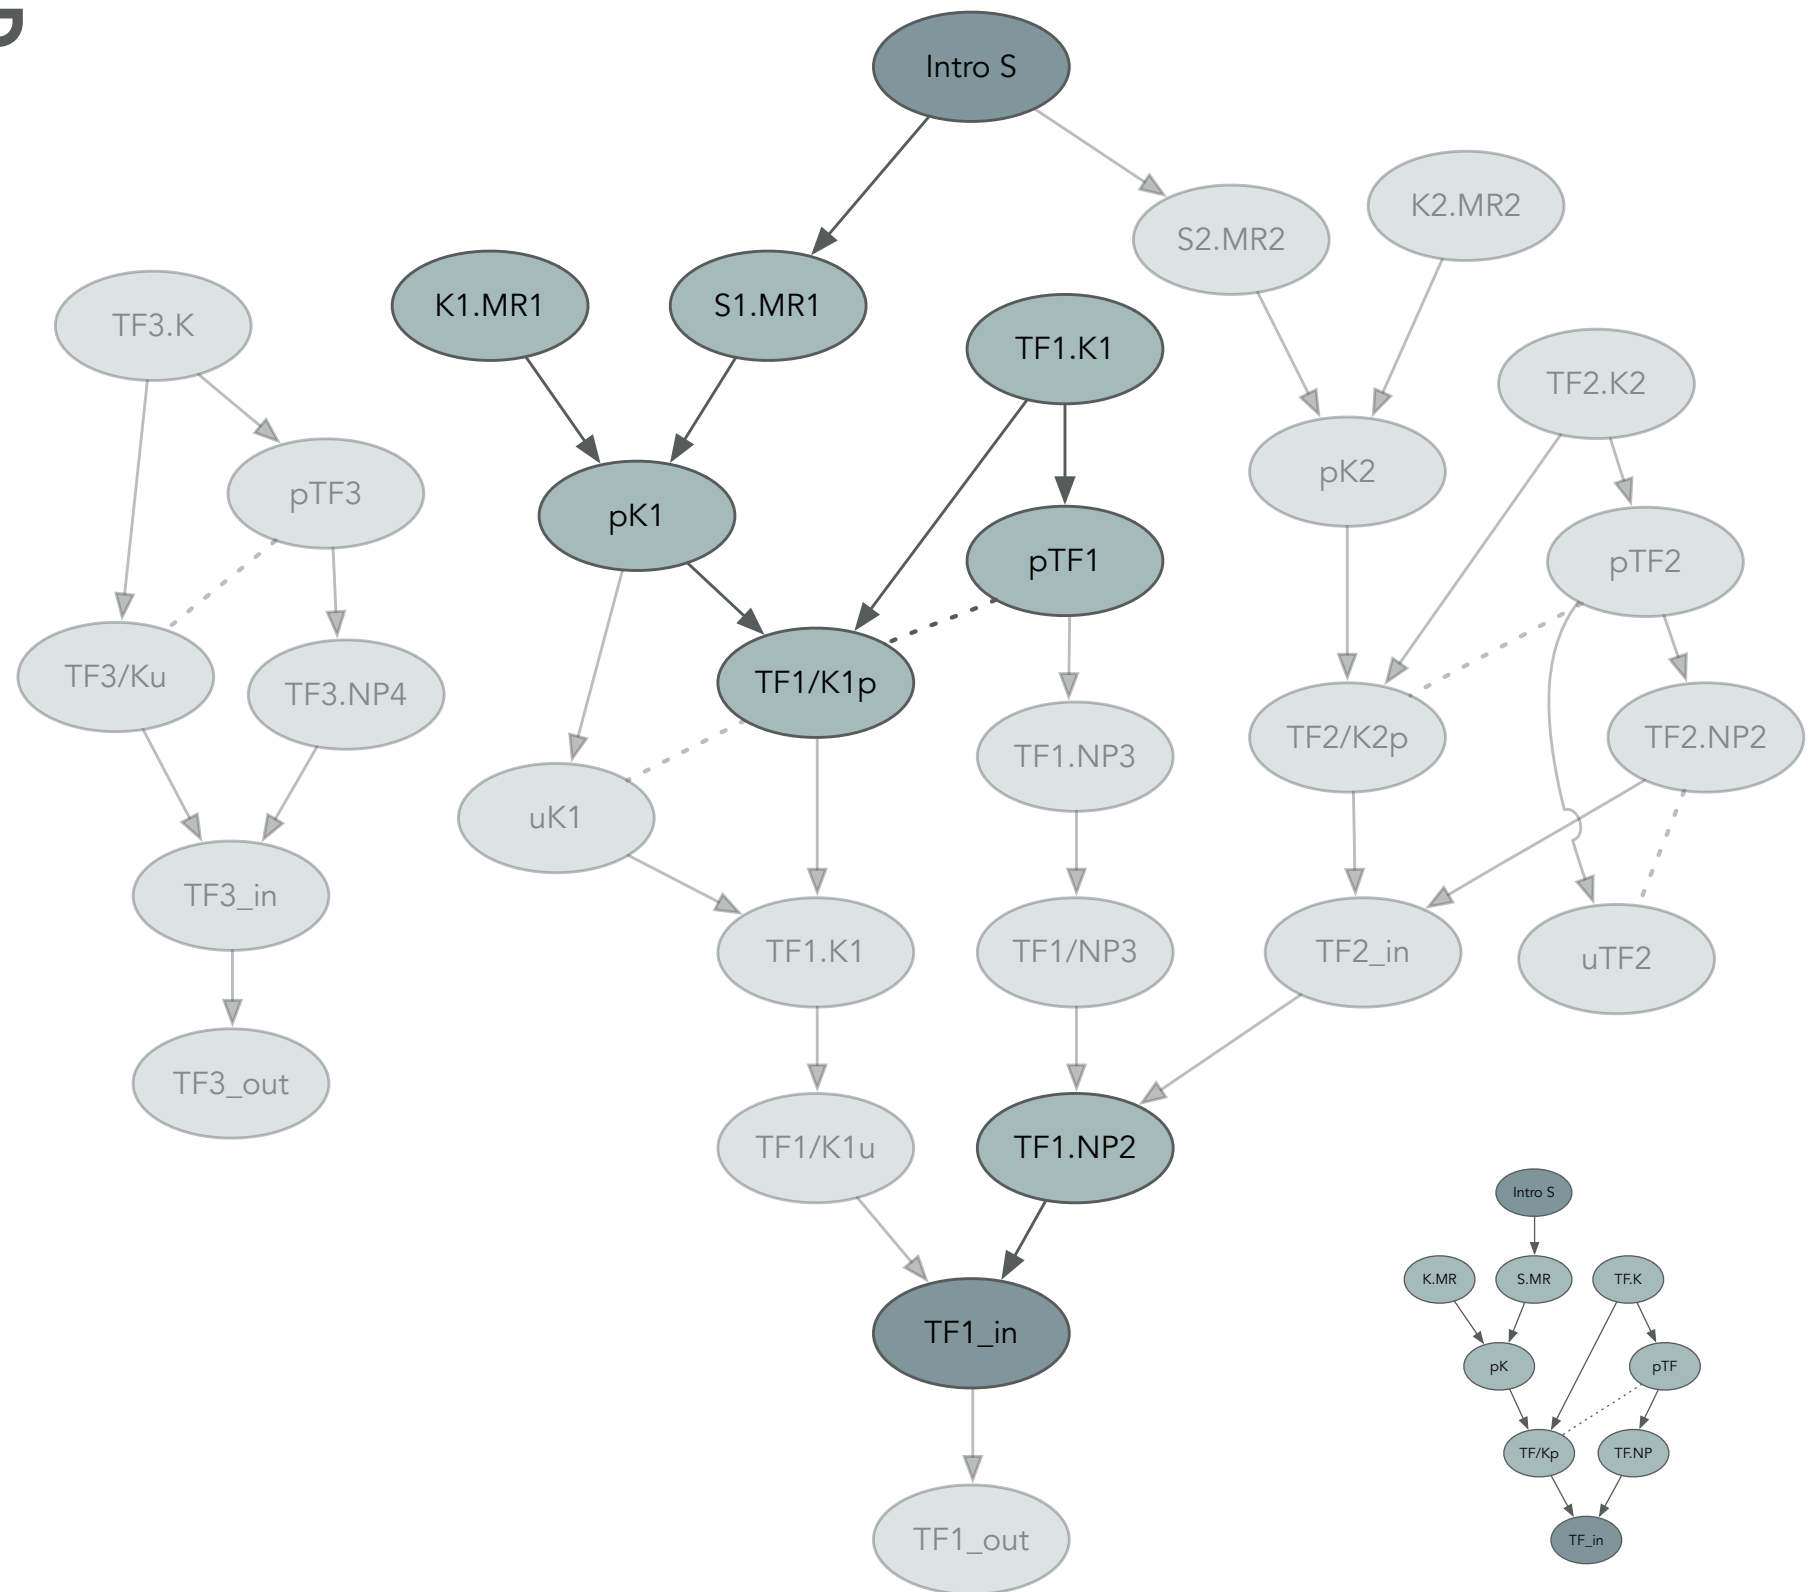 Intro S
K2.MR2
S2.MR2
K1.MR1
S1.MR1
TF3.K
TF1.K1
TF2.K2
pK2
pTF3
pK1
pTF1
pTF2
TF3/Ku
TF3.NP4
TF1/K1p
TF1.NP3
TF2/K2p
TF2.NP2
uK1
TF3_in
TF1.K1
TF1/NP3
TF2_in
uTF2
TF3_out
TF1/K1u
TF1.NP2
TF1_in
TF1_out
Intro S
K.MR
S.MR
TF.K
pK
pTF
TF/Kp
TF.NP
TF_in